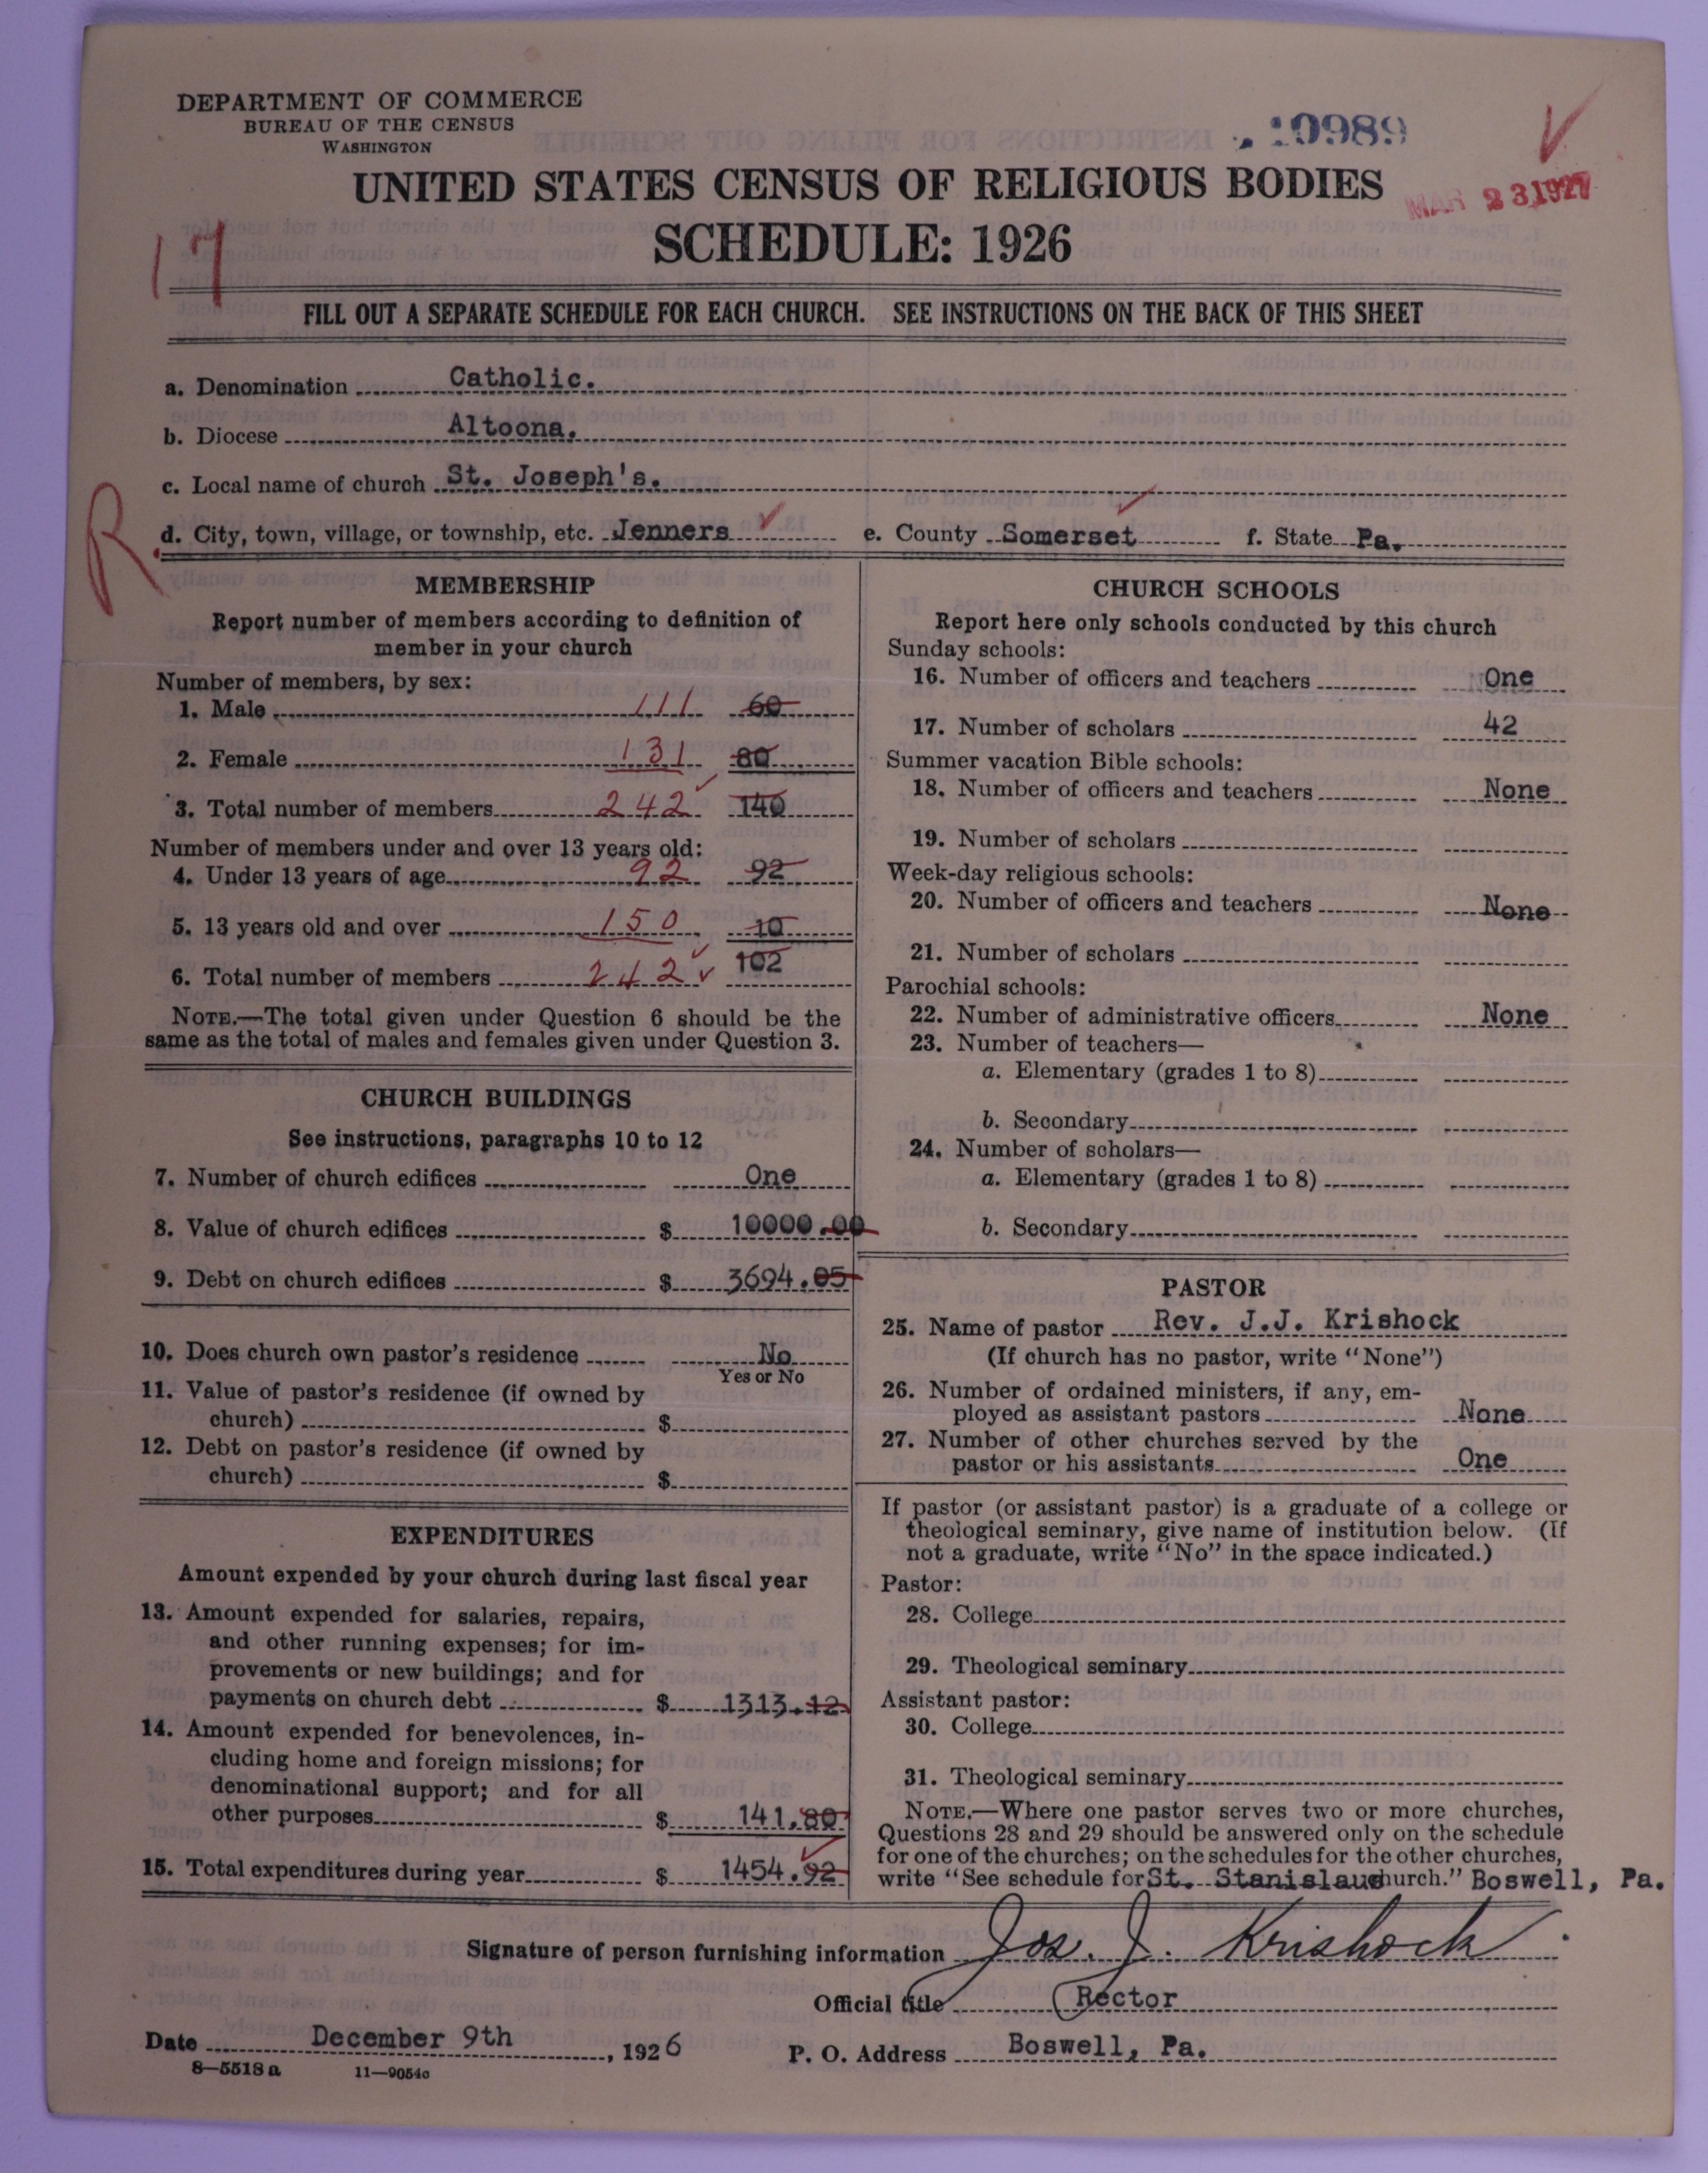 DEPARTMENT OF COMMERCE
BUREAU OF THE CENSUS
WASHINGTON
10989
UNITED STATES CENSUS OF RELIGIOUS BODIES
MAR 23 1927
SCHEDULE: 1926
17
FILL OUT A SEPARATE SCHEDULE FOR EACH CHURCH. SEE INSTRUCTIONS ON THE BACK OF THIS SHEET
a. Denomination Catholic.
b. Diocese Altoona.
c. Local name of church St. Joseph's.
R
d. City, town, village, or township, etc. Jenners e. County Somerset f. State Pa.
MEMBERSHIP
Report number of members according to definition of
member in your church
Number of members, by sex:
1. Male 111 60
2. Female 131 80
3. Total number of members 242 140
Number of members under and over 13 years old:
4. Under 13 years of age 92 92
5. 13 years old and over 150 10
6. Total number of members 242 102
NOTE.—The total given under Question 6 should be the
same as the total of males and females given under Question 3.
CHURCH BUILDINGS
See instructions, paragraphs 10 to 12
7. Number of church edifices One
8. Value of church edifices $ 10000.00
9. Debt on church edifices $ 3694.05
10. Does church own pastor's residence No
Yes or No
11. Value of pastor's residence (if owned by
church) $
12. Debt on pastor's residence (if owned by
church) $
EXPENDITURES
Amount expended by your church during last fiscal year
13. Amount expended for salaries, repairs,
and other running expenses; for im-
provements or new buildings; and for
payments on church debt $ 1313.12
14. Amount expended for benevolences, in-
cluding home and foreign missions; for
denominational support; and for all
other purposes $ 141.80
15. Total expenditures during year $ 1454.92
CHURCH SCHOOLS
Report here only schools conducted by this church
Sunday schools:
16. Number of officers and teachers One
17. Number of scholars 42
Summer vacation Bible schools:
18. Number of officers and teachers None
19. Number of scholars
Week-day religious schools:
20. Number of officers and teachers None
21. Number of scholars
Parochial schools:
22. Number of administrative officers None
23. Number of teachers—
a. Elementary (grades 1 to 8)
b. Secondary
24. Number of scholars—
a. Elementary (grades 1 to 8)
b. Secondary
PASTOR
25. Name of pastor Rev. J.J. Krishock
(If church has no pastor, write "None")
26. Number of ordained ministers, if any, em-
ployed as assistant pastors None
27. Number of other churches served by the
pastor or his assistants One
If pastor (or assistant pastor) is a graduate of a college or
theological seminary, give name of institution below. (If
not a graduate, write "No" in the space indicated.)
Pastor:
28. College
29. Theological seminary
Assistant pastor:
30. College
31. Theological seminary
NOTE.—Where one pastor serves two or more churches,
Questions 28 and 29 should be answered only on the schedule
for one of the churches; on the schedules for the other churches,
write "See schedule for St. Stanislaus church." Boswell, Pa.
Signature of person furnishing information Jos. J. Krishock
Official title Rector
Date December 9th, 1926 P. O. Address Boswell, Pa.
8—5518 a 11—9054c